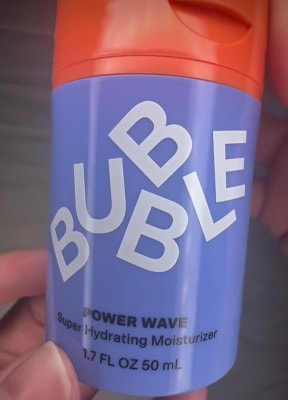 BUBBLE
POWER WAVE
Super Hydrating Moisturizer
1.7 FL OZ 50 mL